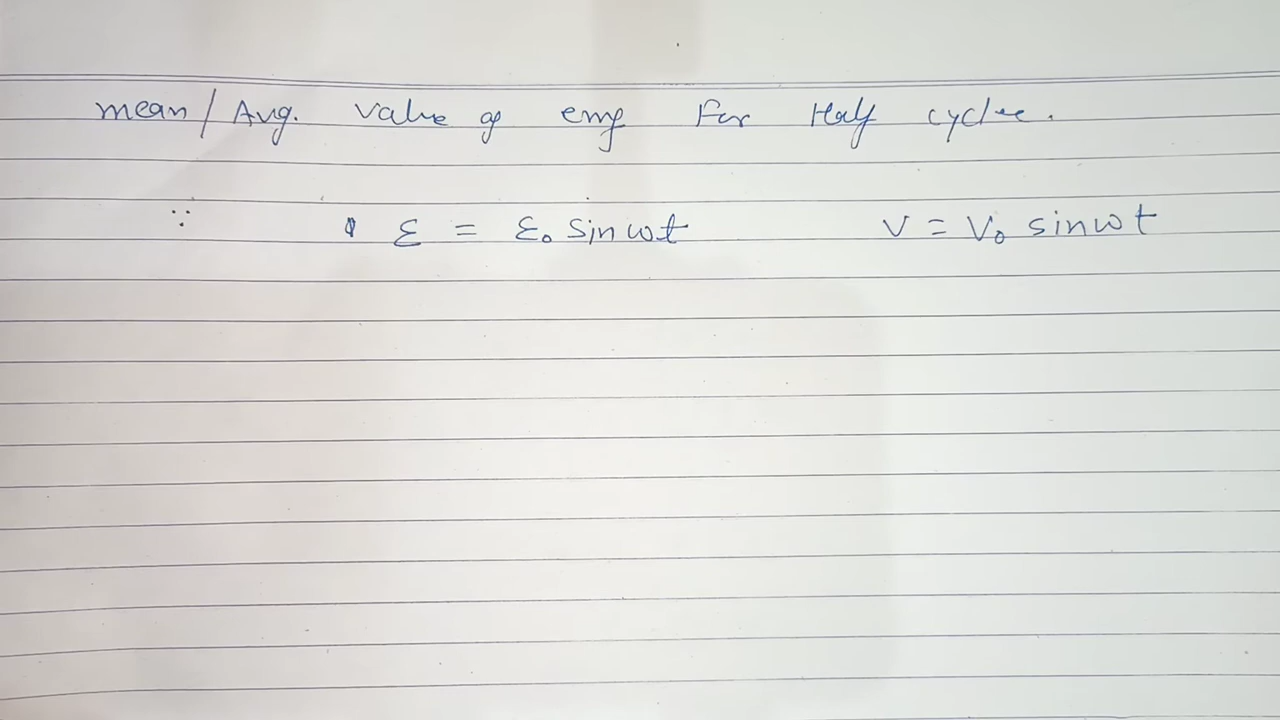 mean / Avg. value of emf For Half cycle.
∵ ε = ε₀ sin ωt V = V₀ sin ωt